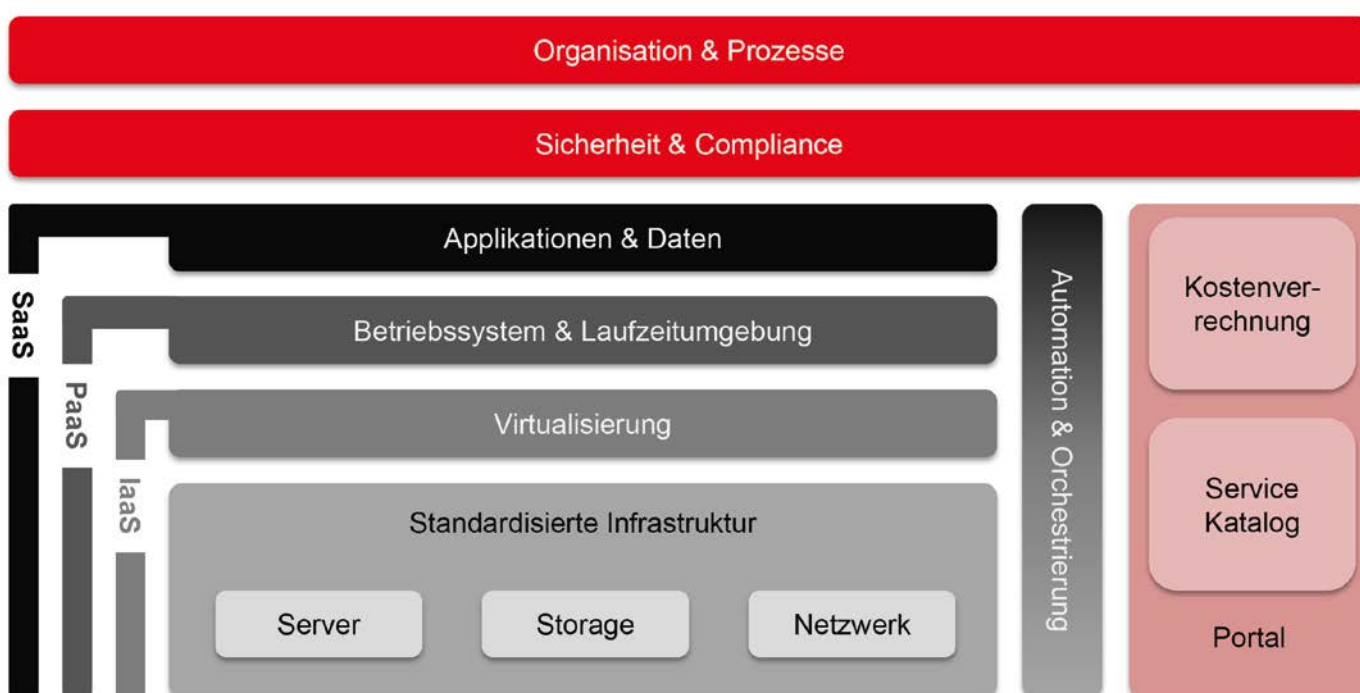 Organisation & Prozesse
Sicherheit & Compliance
Applikationen & Daten
Betriebssystem & Laufzeitumgebung
Virtualisierung
Standardisierte Infrastruktur
Server
Storage
Netzwerk
SaaS
PaaS
IaaS
Automation & Orchestrierung
Kostenver-
rechnung
Service
Katalog
Portal